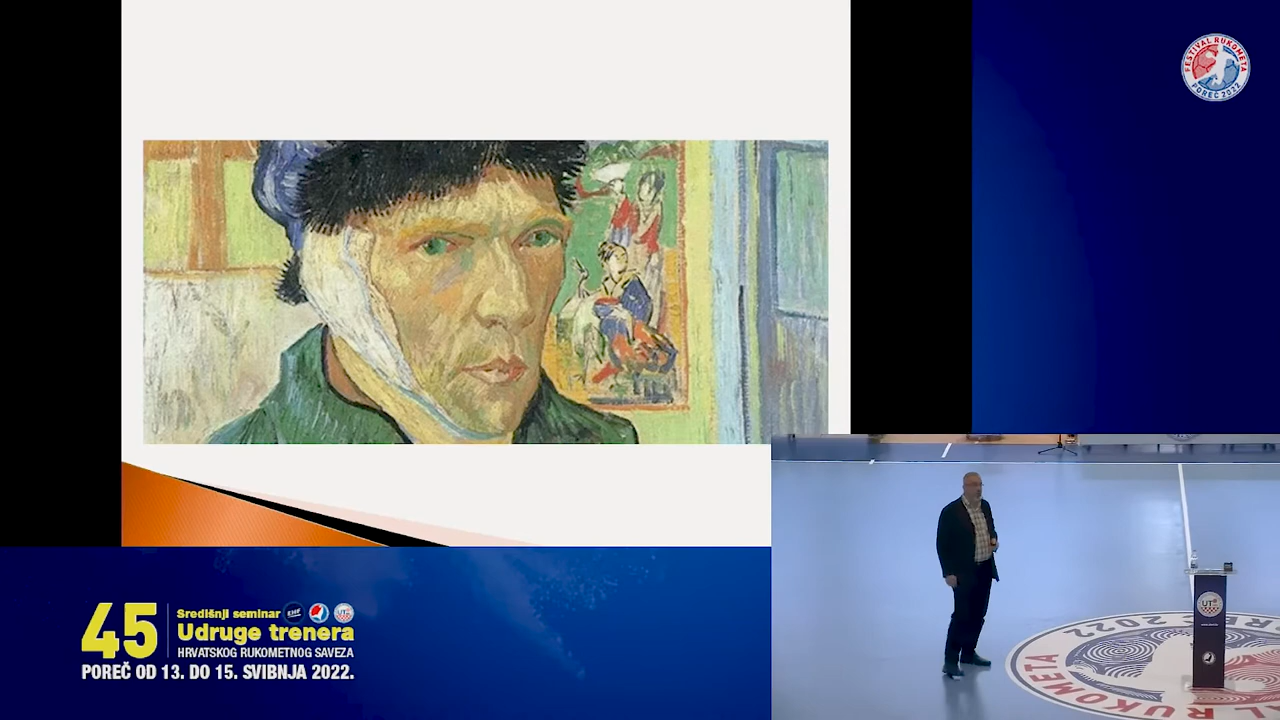 FESTIVAL RUKOMETA
POREČ 2022
45
Središnji seminar
EHF
Udruge trenera
HRVATSKOG RUKOMETNOG SAVEZA
POREČ OD 13. DO 15. SVIBNJA 2022.